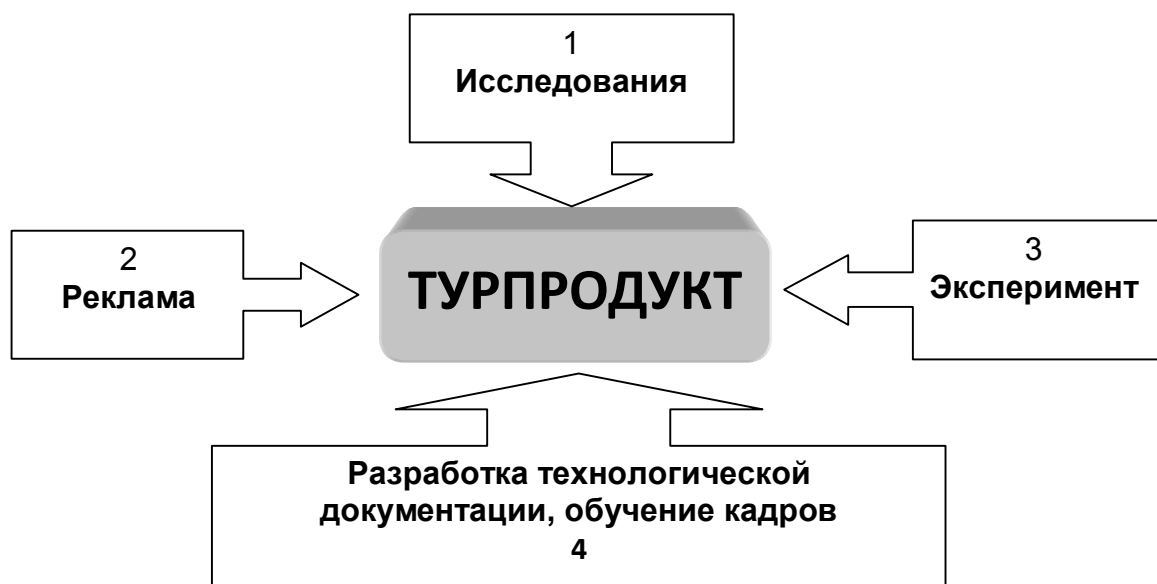 1
Исследования
2
Реклама
ТУРПРОДУКТ
3
Эксперимент
Разработка технологической
документации, обучение кадров
4